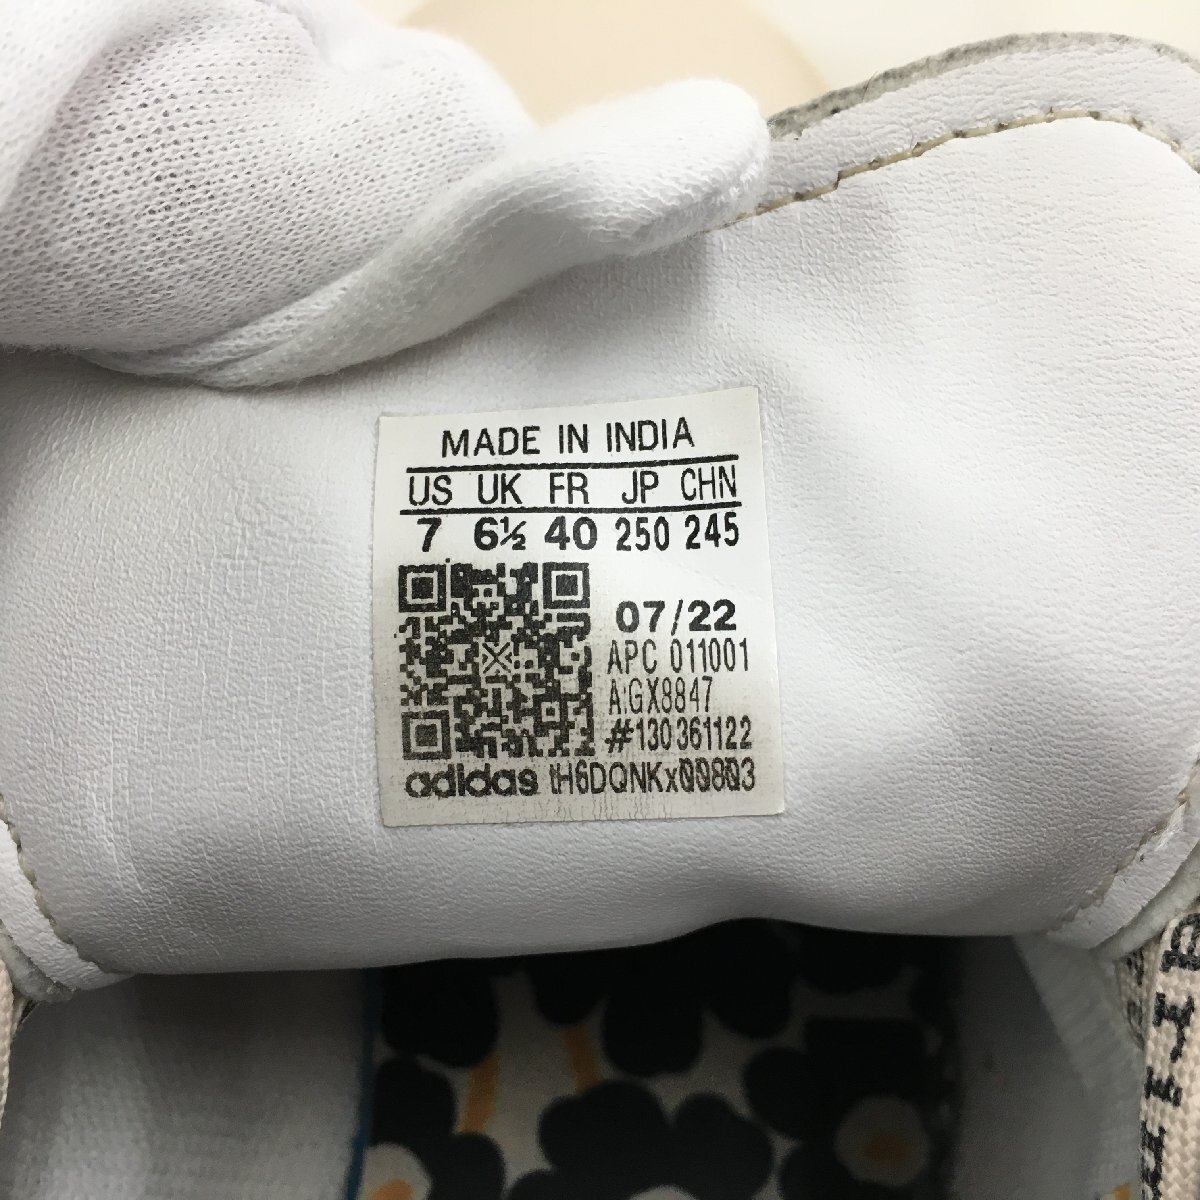 MADE IN INDIA
US UK FR JP CHN
7 6½ 40 250 245
07/22
APC 011001
A:GX8847
#130361122
adidas tH6DQNKx00803